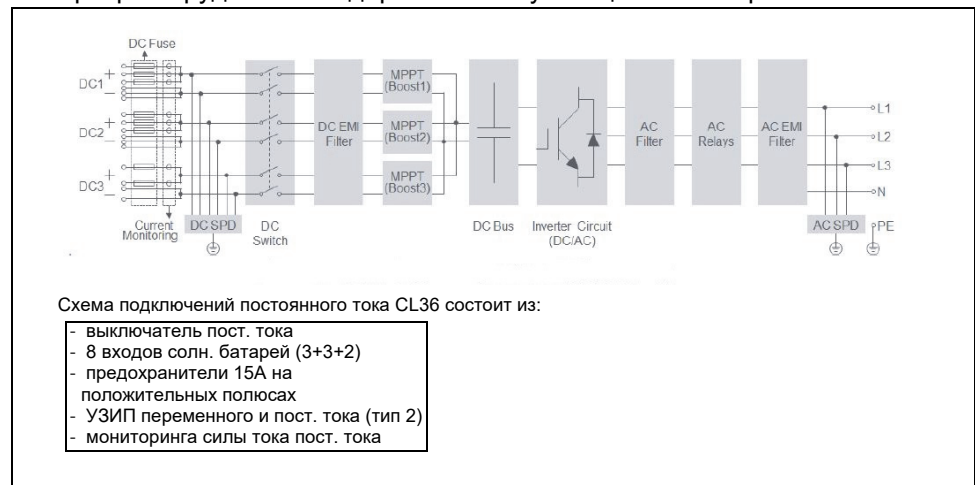 DC Fuse
DC1
+
−
DC2
+
−
DC3
+
−
Current
Monitoring
DC SPD
DC
Switch
DC EMI
Filter
MPPT
(Boost1)
MPPT
(Boost2)
MPPT
(Boost3)
DC Bus
Inverter Circuit
(DC/AC)
AC
Filter
AC
Relays
AC EMI
Filter
L1
L2
L3
N
AC SPD
PE
Схема подключений постоянного тока CL36 состоит из:
- выключатель пост. тока
- 8 входов солн. батарей (3+3+2)
- предохранители 15А на
положительных полюсах
- УЗИП переменного и пост. тока (тип 2)
- мониторинга силы тока пост. тока